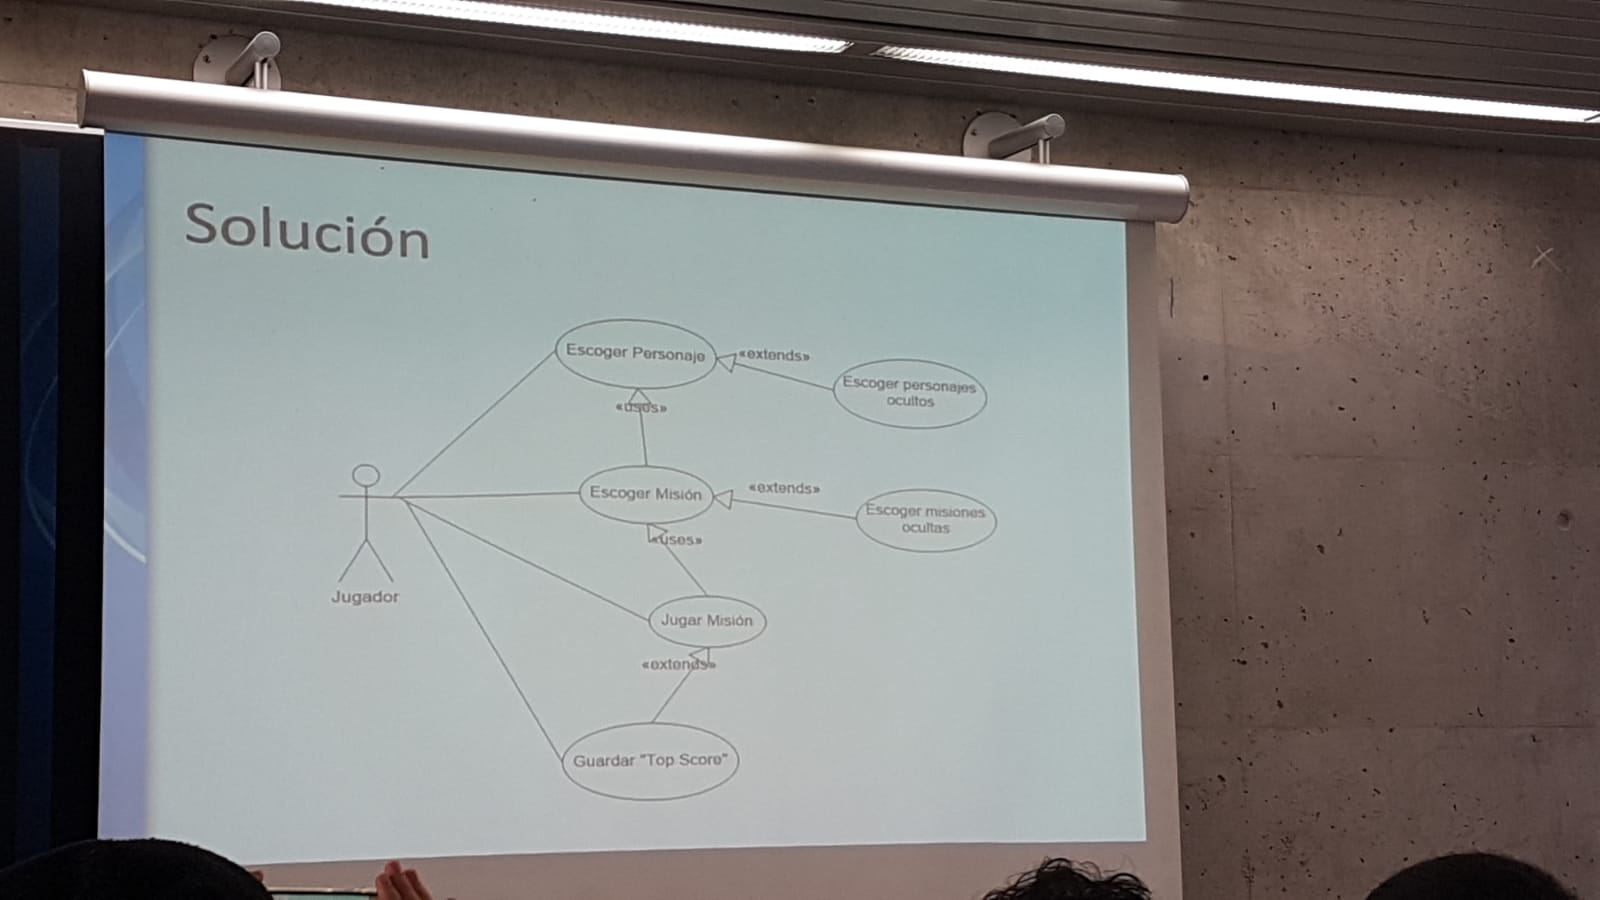 Solución
Escoger Personaje
«extends»
Escoger personajes
ocultos
«uses»
Escoger Misión
«extends»
Escoger misiones
ocultas
«uses»
Jugador
Jugar Misión
«extends»
Guardar "Top Score"